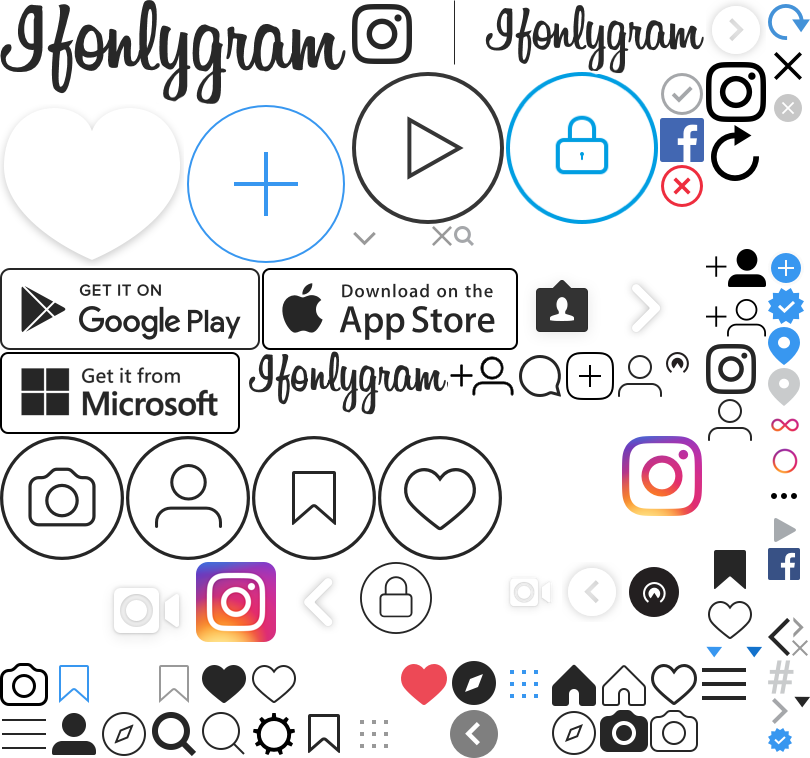 Ifonlygram
Ifonlygram
GET IT ON
Google Play
Download on the
App Store
Get it from
Microsoft
Ifonlygram